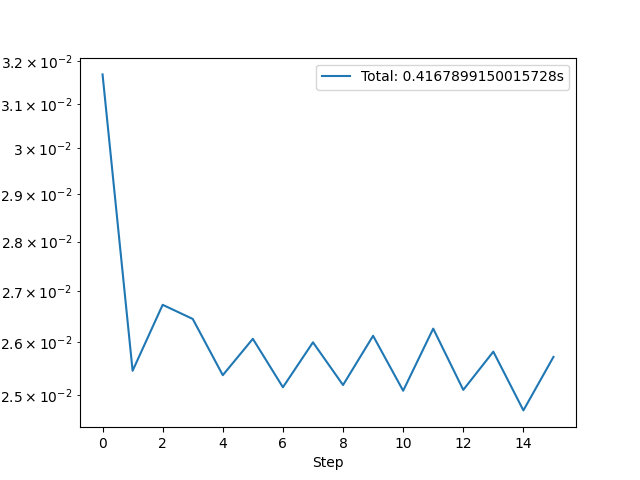 Total: 0.4167899150015728s
3.2 × 10⁻²
3.1 × 10⁻²
3 × 10⁻²
2.9 × 10⁻²
2.8 × 10⁻²
2.7 × 10⁻²
2.6 × 10⁻²
2.5 × 10⁻²
0 2 4 6 8 10 12 14
Step